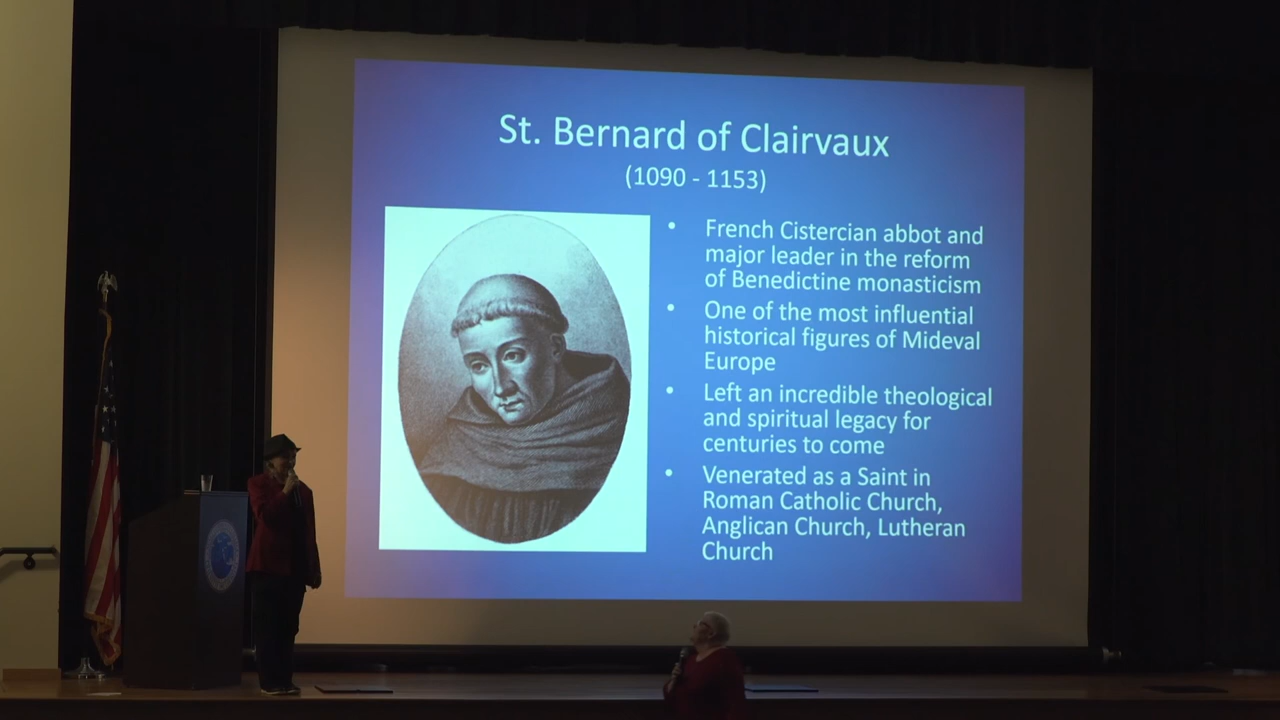 St. Bernard of Clairvaux
(1090 - 1153)
• French Cistercian abbot and
major leader in the reform
of Benedictine monasticism
• One of the most influential
historical figures of Mideval
Europe
• Left an incredible theological
and spiritual legacy for
centuries to come
• Venerated as a Saint in
Roman Catholic Church,
Anglican Church, Lutheran
Church